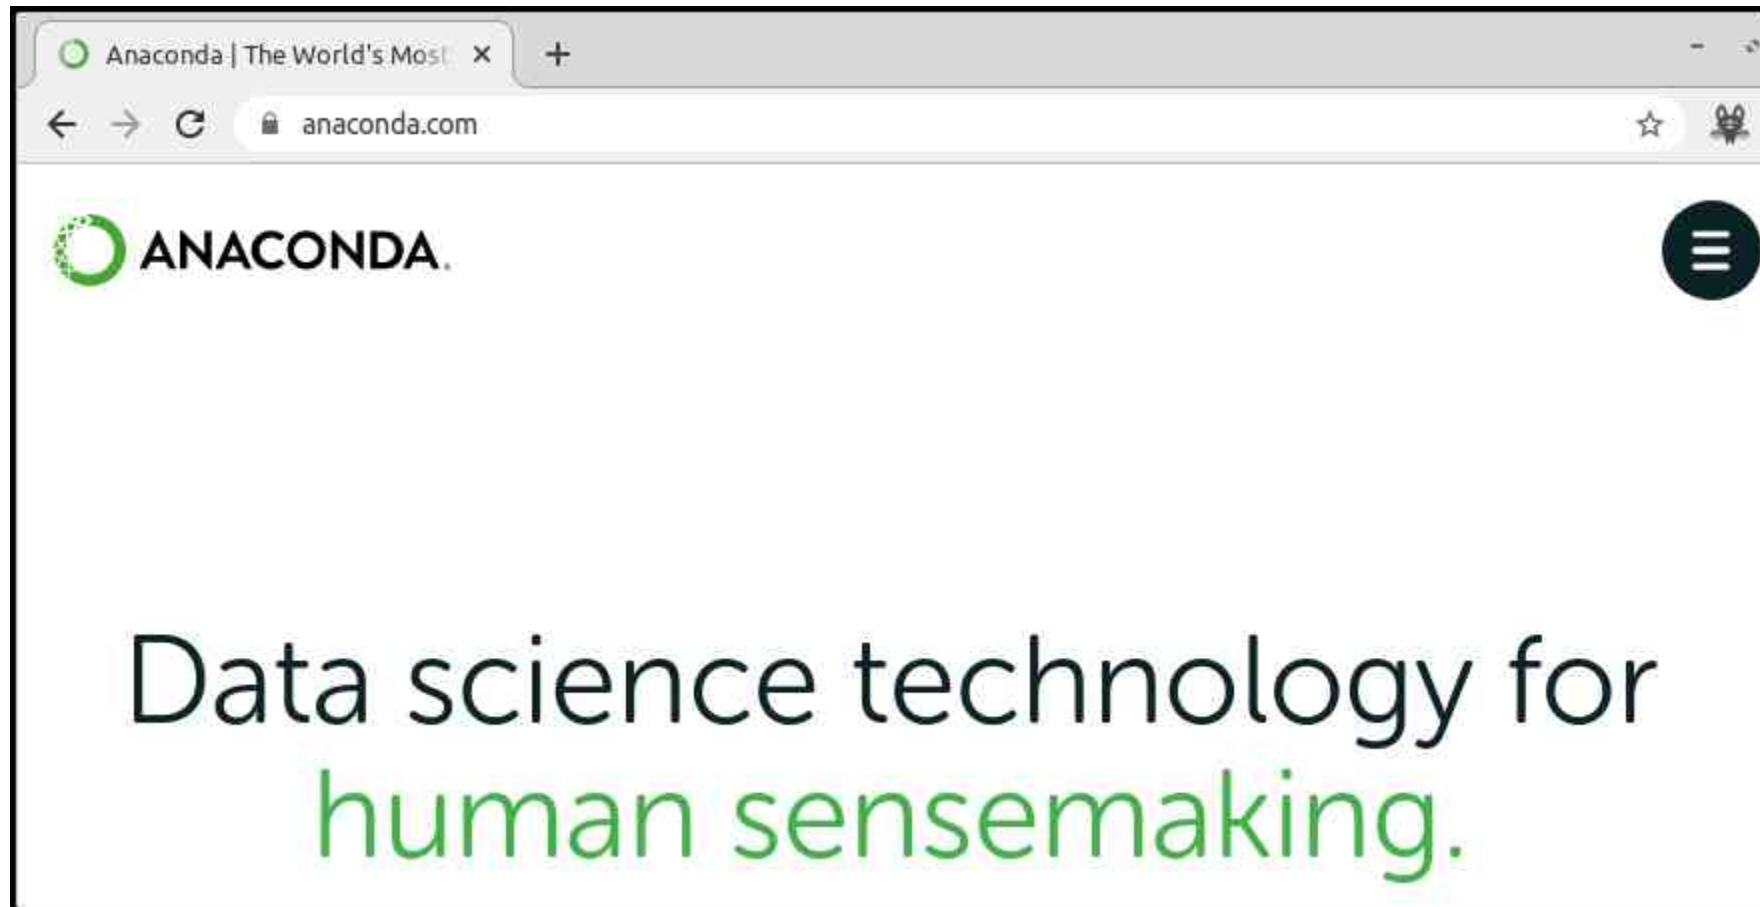 Anaconda | The World's Most
anaconda.com
ANACONDA.
Data science technology for
human sensemaking.